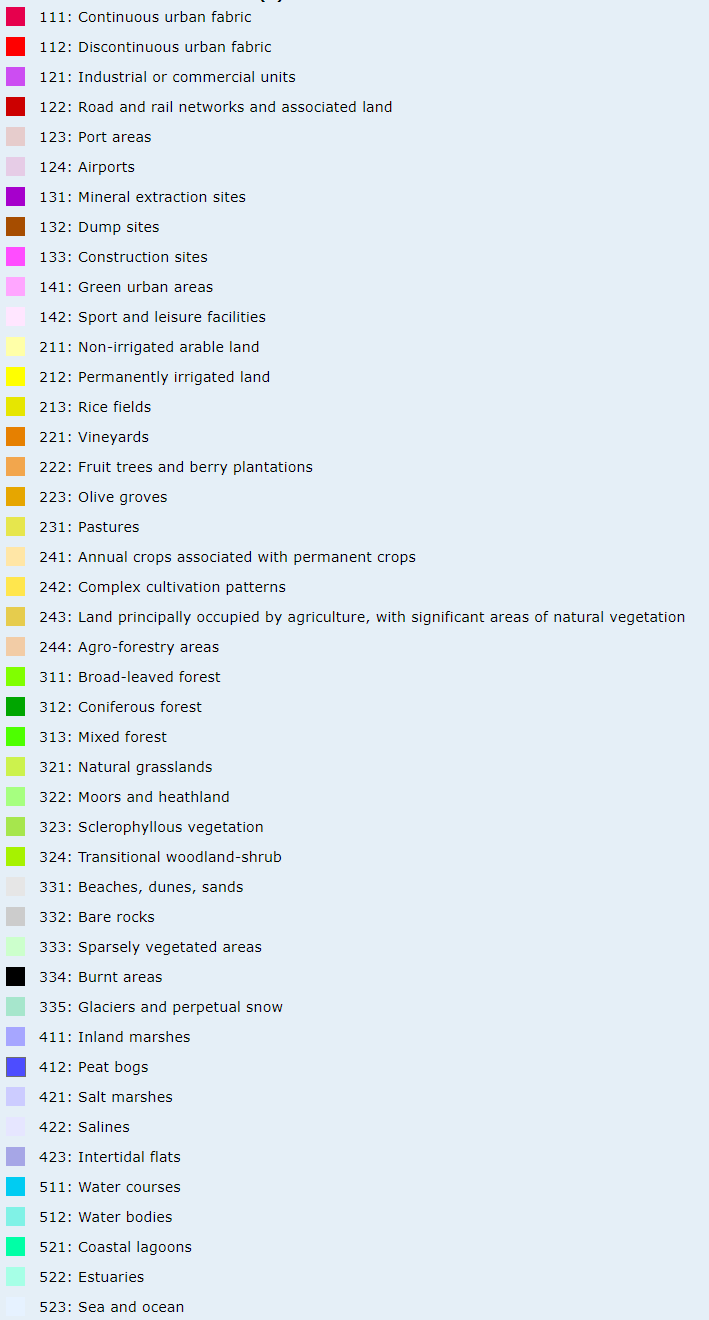 111: Continuous urban fabric
112: Discontinuous urban fabric
121: Industrial or commercial units
122: Road and rail networks and associated land
123: Port areas
124: Airports
131: Mineral extraction sites
132: Dump sites
133: Construction sites
141: Green urban areas
142: Sport and leisure facilities
211: Non-irrigated arable land
212: Permanently irrigated land
213: Rice fields
221: Vineyards
222: Fruit trees and berry plantations
223: Olive groves
231: Pastures
241: Annual crops associated with permanent crops
242: Complex cultivation patterns
243: Land principally occupied by agriculture, with significant areas of natural vegetation
244: Agro-forestry areas
311: Broad-leaved forest
312: Coniferous forest
313: Mixed forest
321: Natural grasslands
322: Moors and heathland
323: Sclerophyllous vegetation
324: Transitional woodland-shrub
331: Beaches, dunes, sands
332: Bare rocks
333: Sparsely vegetated areas
334: Burnt areas
335: Glaciers and perpetual snow
411: Inland marshes
412: Peat bogs
421: Salt marshes
422: Salines
423: Intertidal flats
511: Water courses
512: Water bodies
521: Coastal lagoons
522: Estuaries
523: Sea and ocean